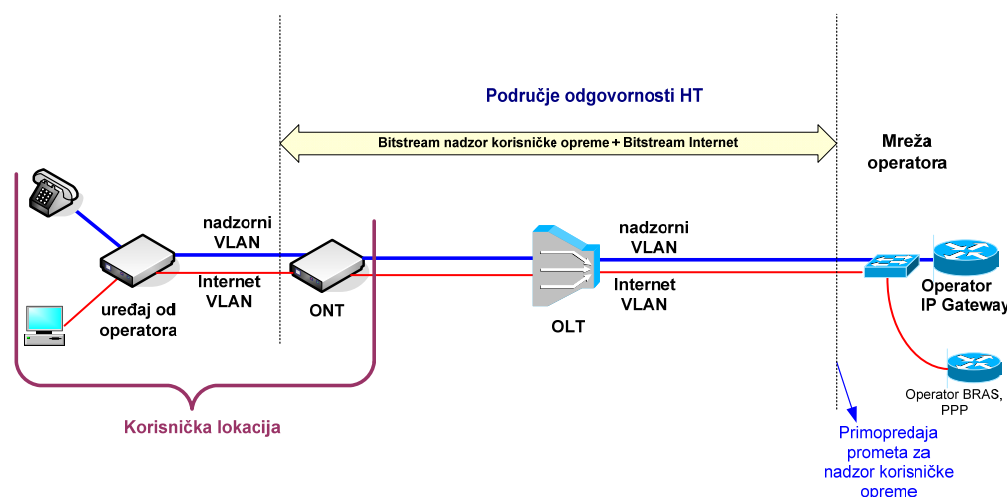 Područje odgovornosti HT
Bitstream nadzor korisničke opreme + Bitstream Internet
Mreža
operatora
nadzorni
VLAN
Internet
VLAN
uređaj od
operatora
ONT
OLT
nadzorni
VLAN
Internet
VLAN
Operator
IP Gateway
Operator BRAS,
PPP
Korisnička lokacija
Primopredaja
prometa za
nadzor korisničke
opreme